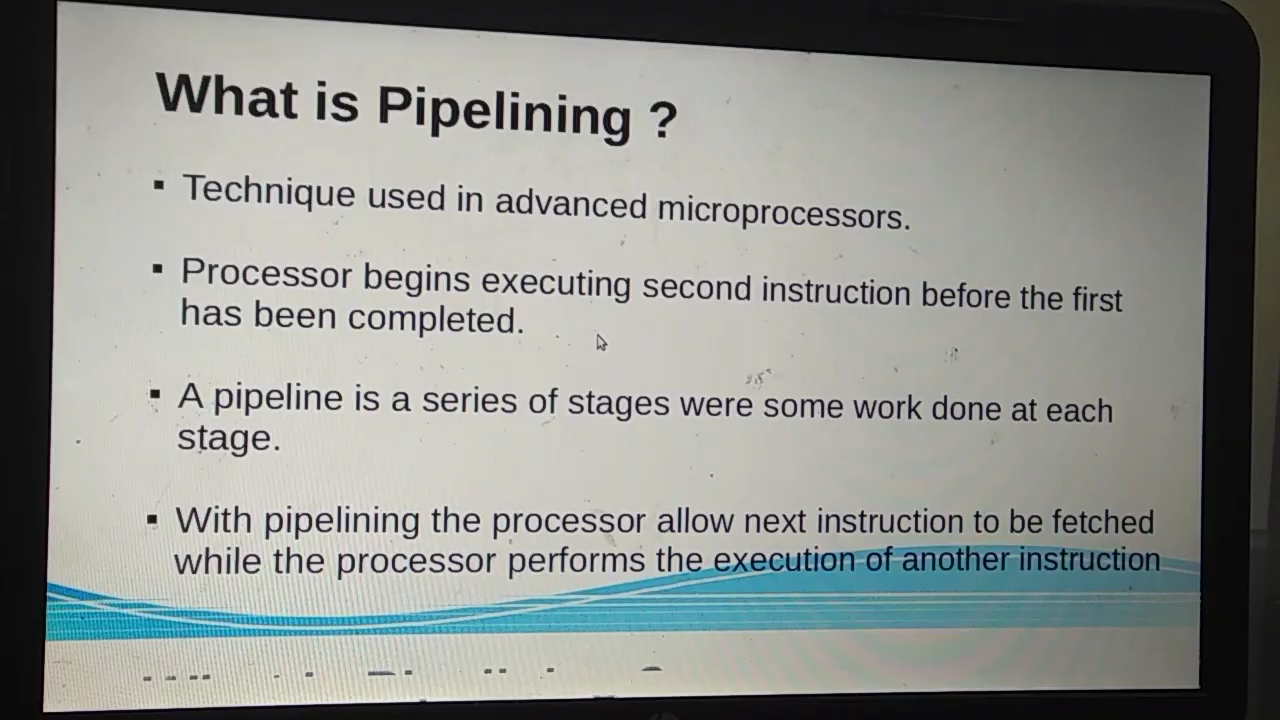 What is Pipelining ?
▪ Technique used in advanced microprocessors.
▪ Processor begins executing second instruction before the first
has been completed.
▪ A pipeline is a series of stages were some work done at each
stage.
▪ With pipelining the processor allow next instruction to be fetched
while the processor performs the execution of another instruction